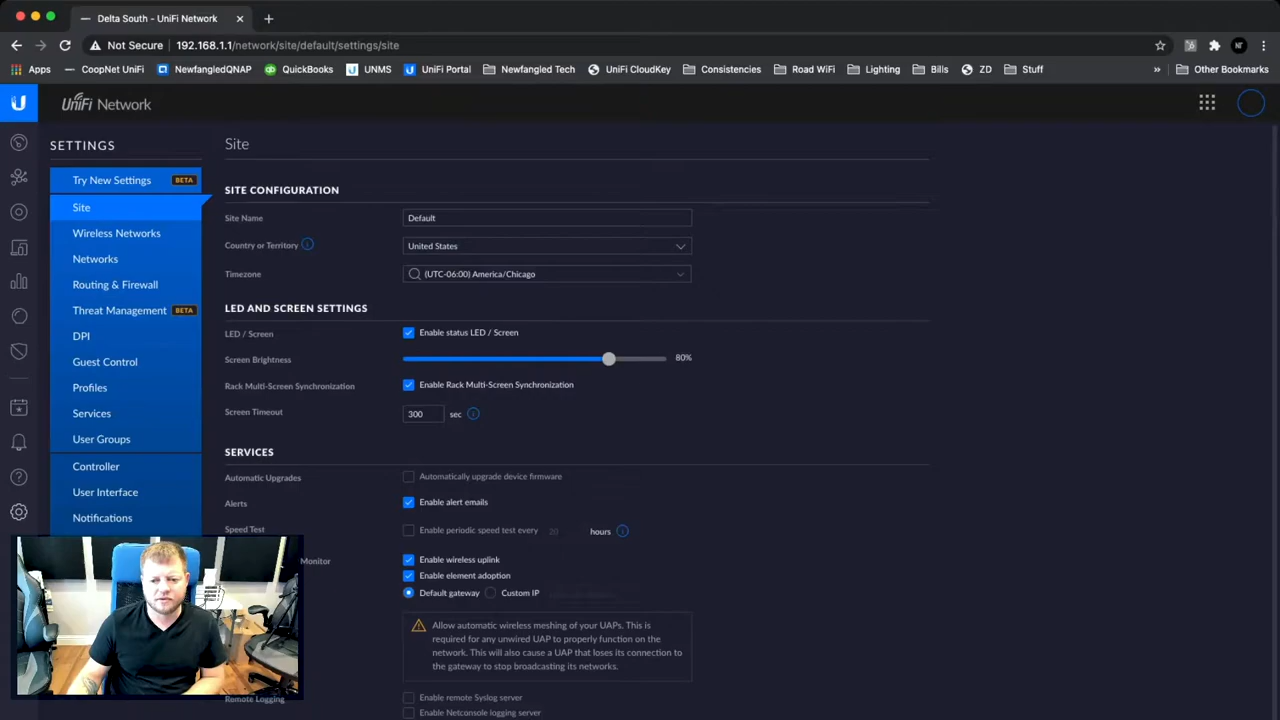 Delta South - UniFi Network
Not Secure 192.168.1.1/network/site/default/settings/site
NT
Apps CoopNet UniFi NewfangledQNAP QuickBooks UNMS UniFi Portal Newfangled Tech UniFi CloudKey Consistencies Road WiFi Lighting Bills ZD Stuff » Other Bookmarks
UniFi Network
SETTINGS
Try New Settings BETA
Site
Wireless Networks
Networks
Routing & Firewall
Threat Management BETA
DPI
Guest Control
Profiles
Services
User Groups
Controller
User Interface
Notifications
Site
SITE CONFIGURATION
Site Name Default
Country or Territory United States
Timezone (UTC-06:00) America/Chicago
LED AND SCREEN SETTINGS
LED / Screen Enable status LED / Screen
Screen Brightness 80%
Rack Multi-Screen Synchronization Enable Rack Multi-Screen Synchronization
Screen Timeout 300 sec
SERVICES
Automatic Upgrades Automatically upgrade device firmware
Alerts Enable alert emails
Speed Test Enable periodic speed test every 20 hours
Monitor Enable wireless uplink
Enable element adoption
Default gateway Custom IP
Allow automatic wireless meshing of your UAPs. This is
required for any unwired UAP to properly function on the
network. This will also cause a UAP that loses its connection to
the gateway to stop broadcasting its networks.
Remote Logging Enable remote Syslog server
Enable Netconsole logging server